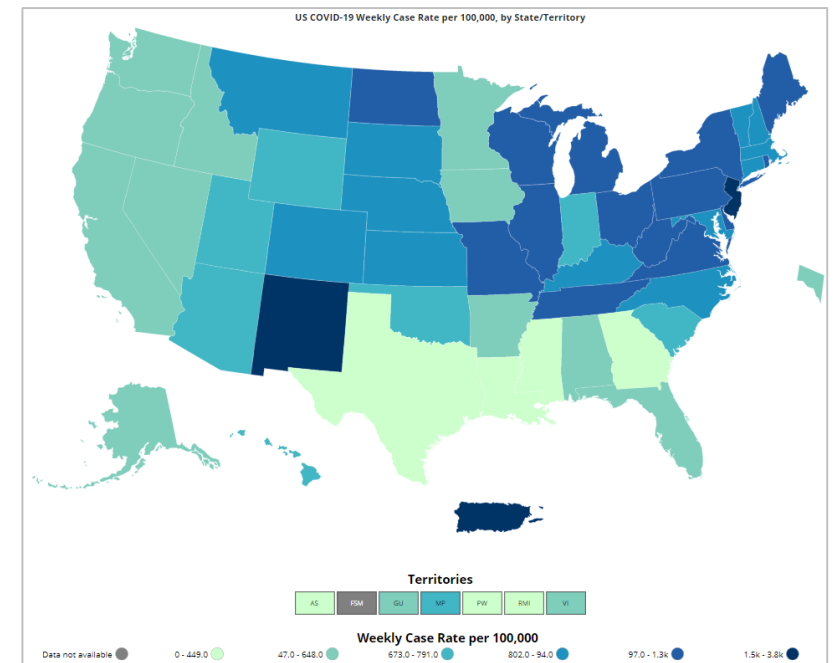 US COVID-19 Weekly Case Rate per 100,000, by State/Territory
Territories
AS FSM GU MP PW RMI VI
Weekly Case Rate per 100,000
Data not available 0 - 449.0 47.0 - 648.0 673.0 - 791.0 802.0 - 94.0 97.0 - 1.3k 1.5k - 3.8k